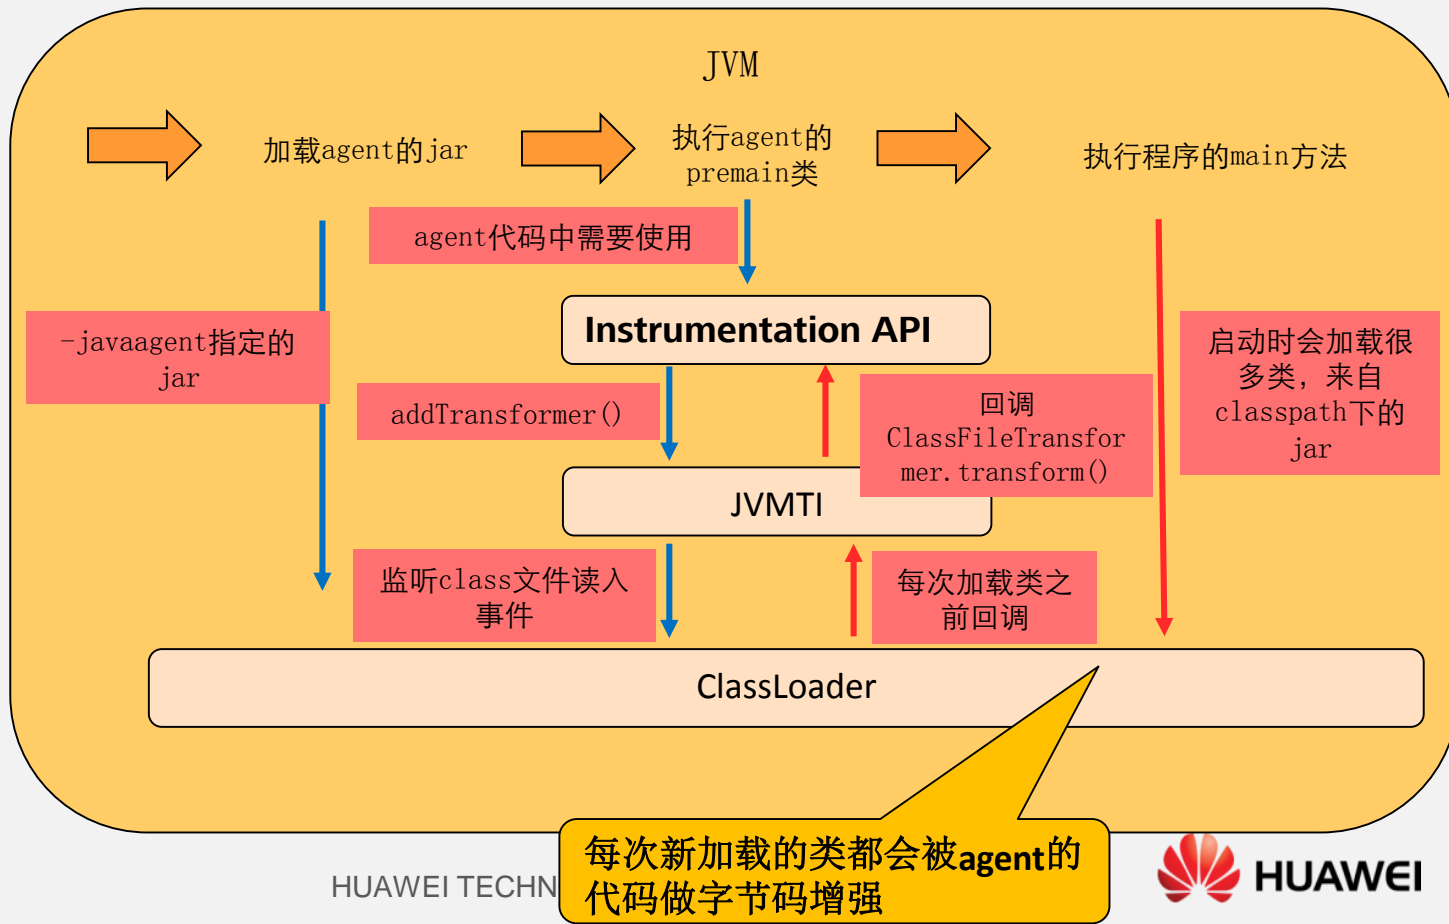 JVM
加载agent的jar
执行agent的
premain类
执行程序的main方法
agent代码中需要使用
-javaagent指定的
jar
Instrumentation API
启动时会加载很
多类，来自
classpath下的
jar
addTransformer()
回调
ClassFileTransfor
mer.transform()
JVMTI
监听class文件读入
事件
每次加载类之
前回调
ClassLoader
每次新加载的类都会被agent的
代码做字节码增强
HUAWEI TECHN
HUAWEI